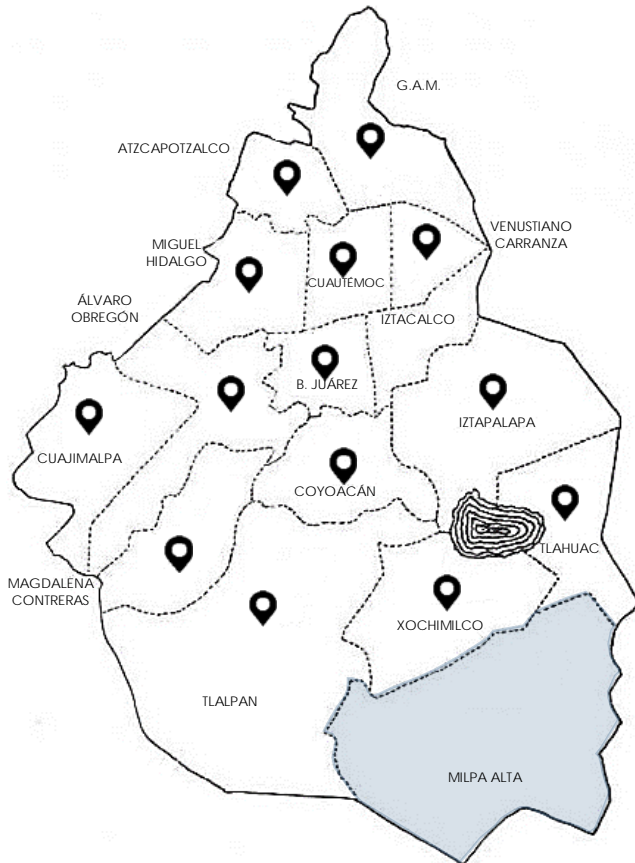 G.A.M.
ATZCAPOTZALCO
VENUSTIANO
CARRANZA
MIGUEL
HIDALGO
CUAUTÉMOC
ÁLVARO
OBREGÓN
IZTACALCO
B. JUÁREZ
IZTAPALAPA
CUAJIMALPA
COYOACÁN
TLAHUAC
MAGDALENA
CONTRERAS
XOCHIMILCO
TLALPAN
MILPA ALTA